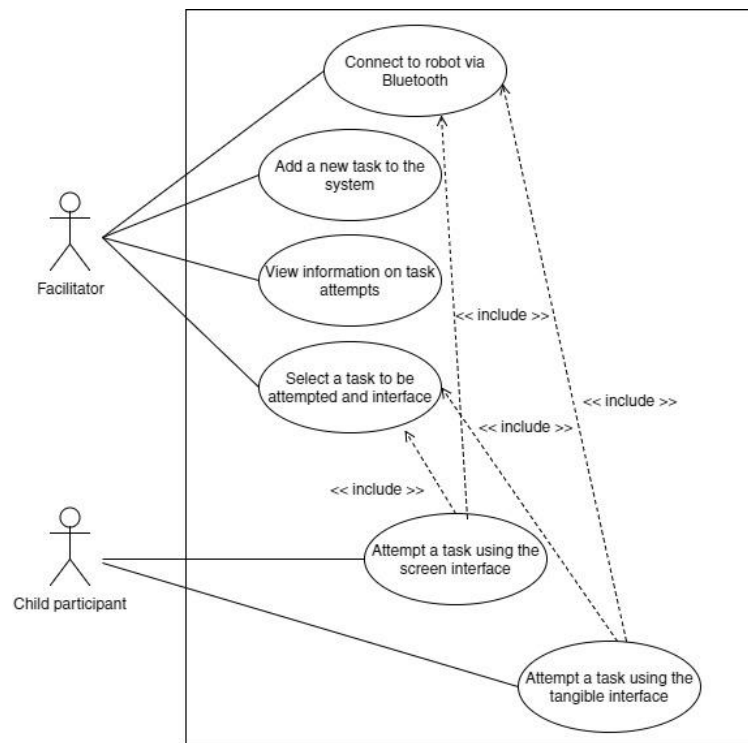 Connect to robot via
Bluetooth
Add a new task to the
system
Facilitator
View information on task
attempts
<< include >>
Select a task to be
attempted and interface
<< include >>
<< include >>
<< include >>
Attempt a task using the
screen interface
Child participant
Attempt a task using the
tangible interface